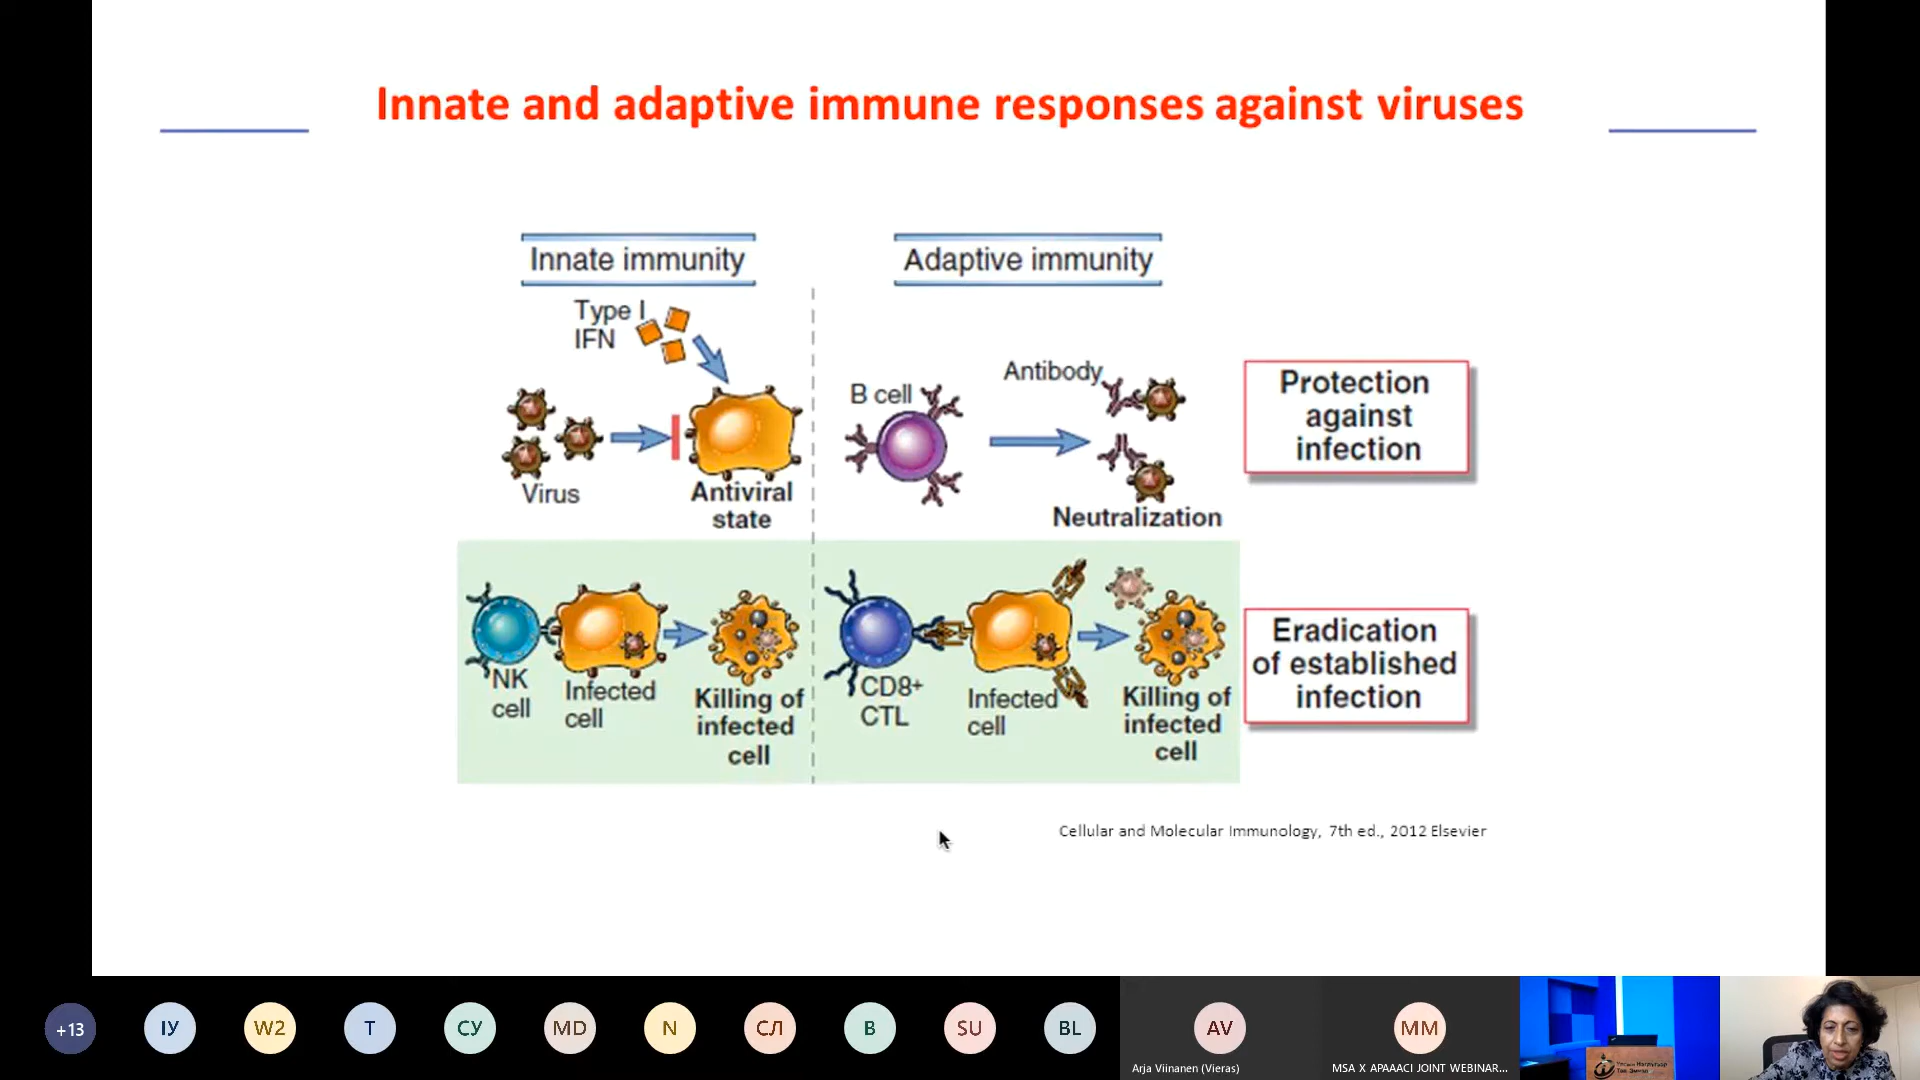 Innate and adaptive immune responses against viruses
Innate immunity
Adaptive immunity
Type I
IFN
Virus
Antiviral
state
B cell
Antibody
Neutralization
Protection
against
infection
NK
cell
Infected
cell
Killing of
infected
cell
CD8+
CTL
Infected
cell
Killing of
infected
cell
Eradication
of established
infection
Cellular and Molecular Immunology, 7th ed., 2012 Elsevier
+13
ІУ
W2
T
СУ
MD
N
СЛ
B
SU
BL
AV
MM
Arja Viinanen (Vieras)
MSA X APAAACI JOINT WEBINAR...